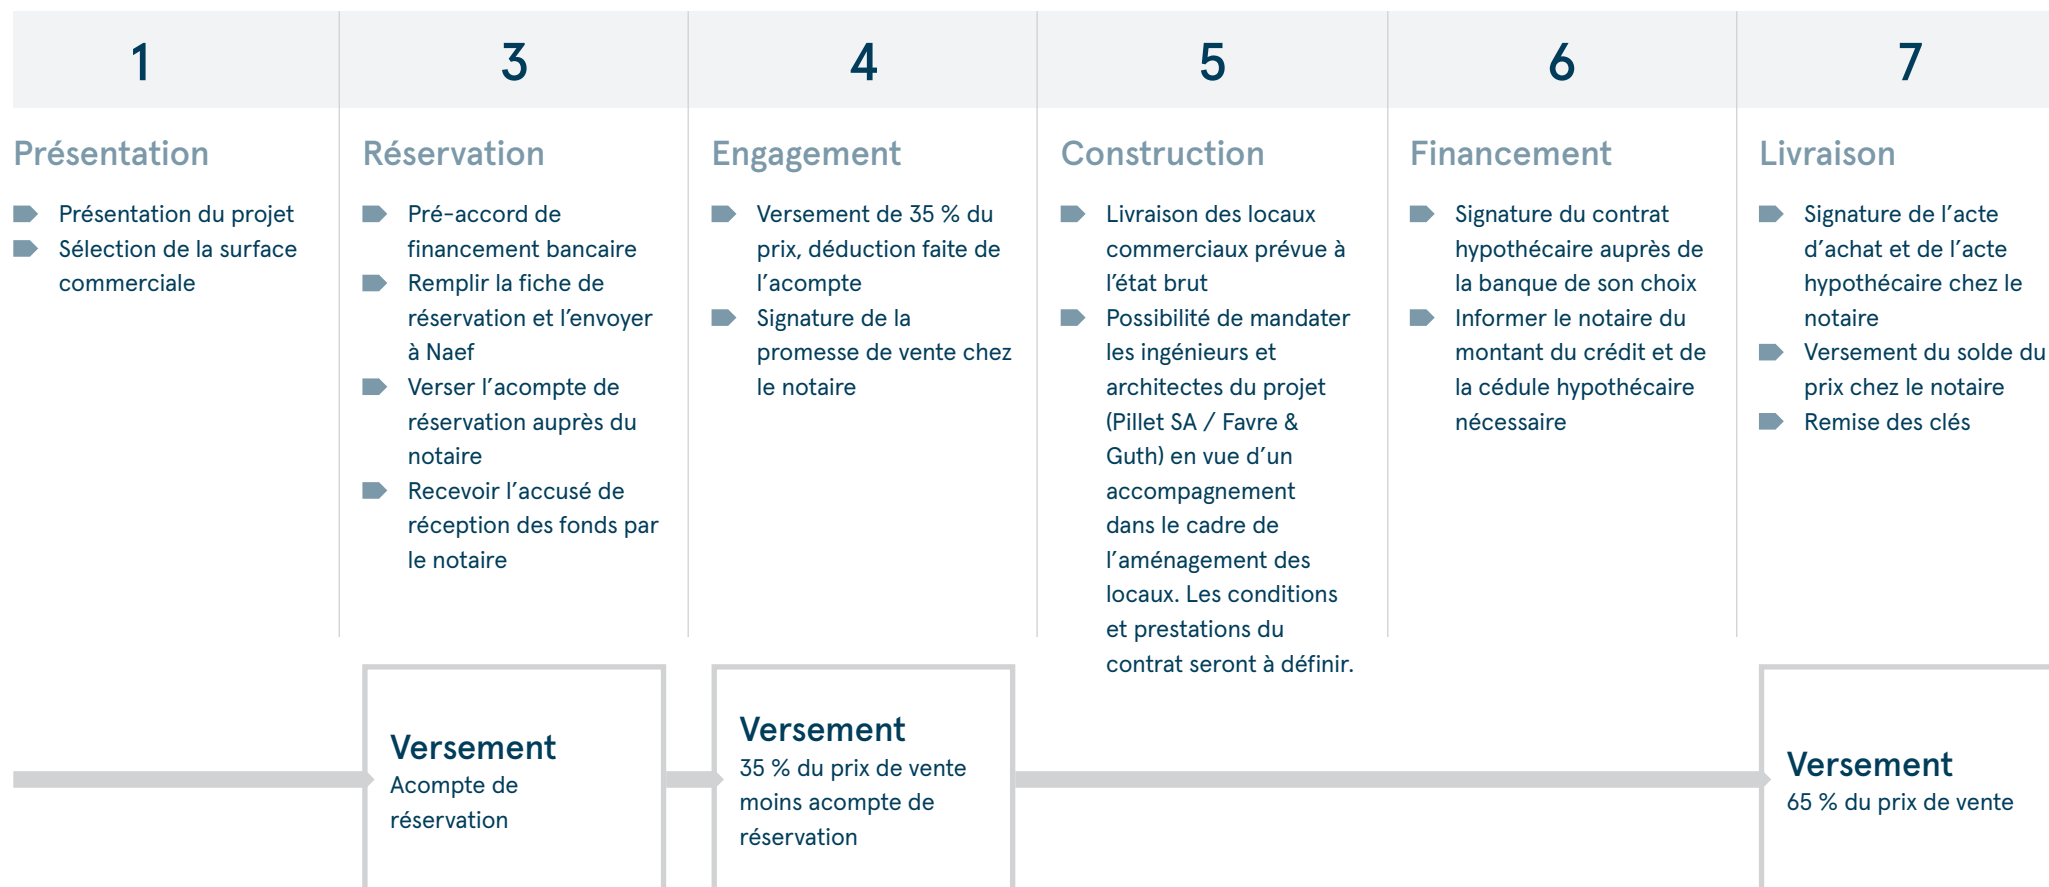 1
Présentation
Présentation du projet
Sélection de la surface
commerciale
3
Réservation
Pré-accord de
financement bancaire
Remplir la fiche de
réservation et l’envoyer
à Naef
Verser l’acompte de
réservation auprès du
notaire
Recevoir l’accusé de
réception des fonds par
le notaire
4
Engagement
Versement de 35 % du
prix, déduction faite de
l’acompte
Signature de la
promesse de vente chez
le notaire
5
Construction
Livraison des locaux
commerciaux prévue à
l’état brut
Possibilité de mandater
les ingénieurs et
architectes du projet
(Pillet SA / Favre &
Guth) en vue d’un
accompagnement
dans le cadre de
l’aménagement des
locaux. Les conditions
et prestations du
contrat seront à définir.
6
Financement
Signature du contrat
hypothécaire auprès de
la banque de son choix
Informer le notaire du
montant du crédit et de
la cédule hypothécaire
nécessaire
7
Livraison
Signature de l’acte
d’achat et de l’acte
hypothécaire chez le
notaire
Versement du solde du
prix chez le notaire
Remise des clés
Versement
Acompte de
réservation
Versement
35 % du prix de vente
moins acompte de
réservation
Versement
65 % du prix de vente